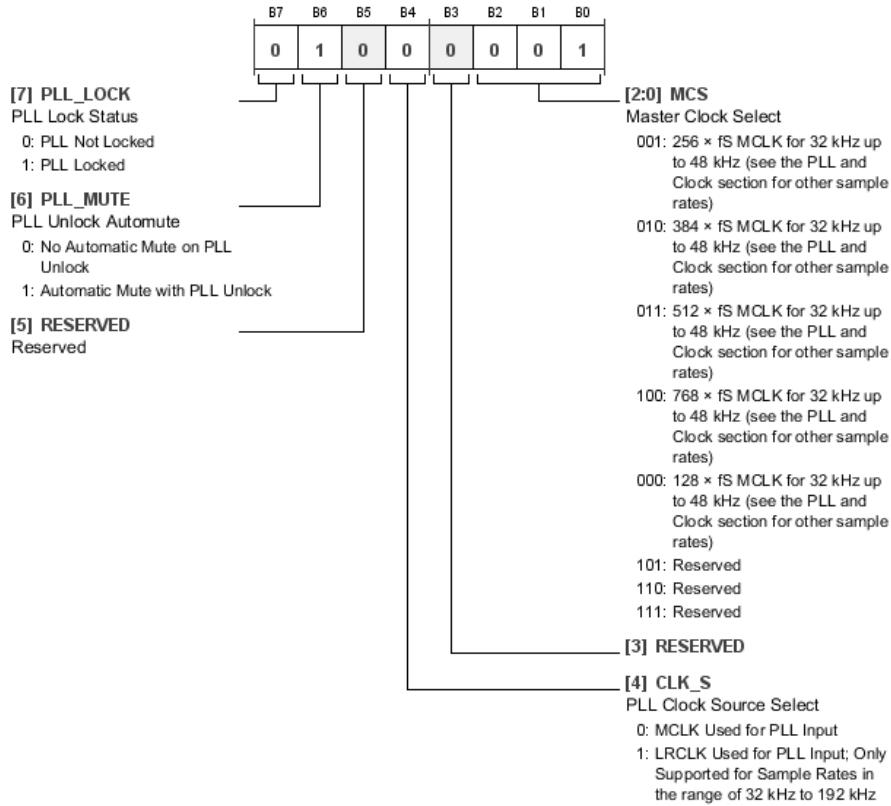 B7 B6 B5 B4 B3 B2 B1 B0
0 1 0 0 0 0 0 1
[7] PLL_LOCK
PLL Lock Status
0: PLL Not Locked
1: PLL Locked
[6] PLL_MUTE
PLL Unlock Automute
0: No Automatic Mute on PLL
Unlock
1: Automatic Mute with PLL Unlock
[5] RESERVED
Reserved
[2:0] MCS
Master Clock Select
001: 256 × fS MCLK for 32 kHz up
to 48 kHz (see the PLL and
Clock section for other sample
rates)
010: 384 × fS MCLK for 32 kHz up
to 48 kHz (see the PLL and
Clock section for other sample
rates)
011: 512 × fS MCLK for 32 kHz up
to 48 kHz (see the PLL and
Clock section for other sample
rates)
100: 768 × fS MCLK for 32 kHz up
to 48 kHz (see the PLL and
Clock section for other sample
rates)
000: 128 × fS MCLK for 32 kHz up
to 48 kHz (see the PLL and
Clock section for other sample
rates)
101: Reserved
110: Reserved
111: Reserved
[3] RESERVED
[4] CLK_S
PLL Clock Source Select
0: MCLK Used for PLL Input
1: LRCLK Used for PLL Input; Only
Supported for Sample Rates in
the range of 32 kHz to 192 kHz